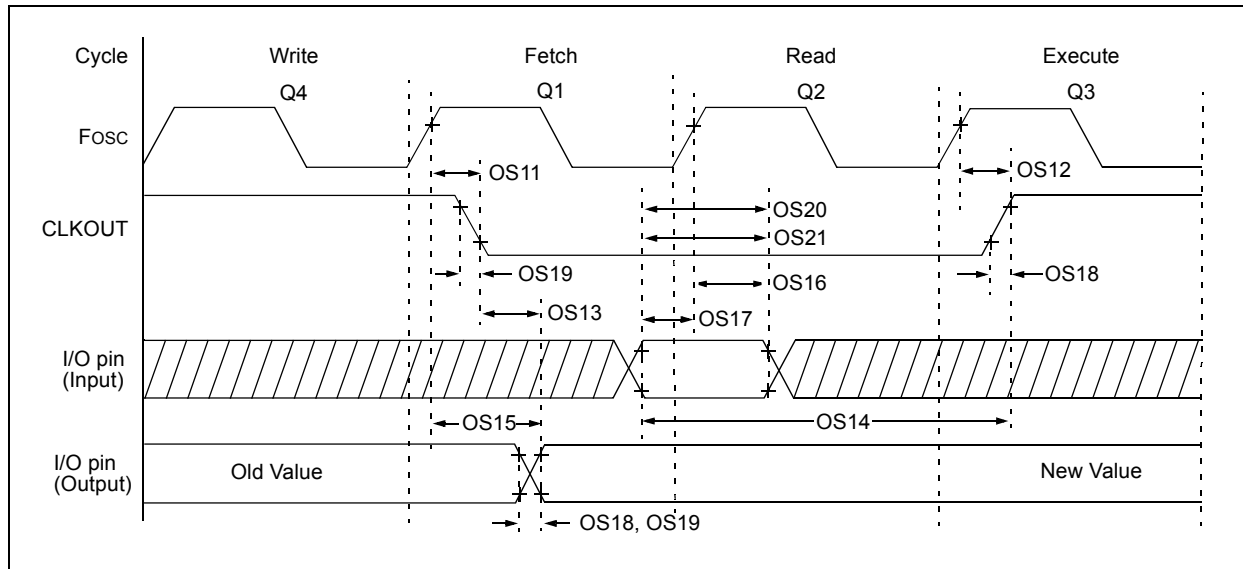 Cycle Write Fetch Read Execute
Q4 Q1 Q2 Q3
FOSC
OS11 OS12
OS20
CLKOUT
OS21
OS19 OS18
OS16
OS13 OS17
I/O pin
(Input)
OS15 OS14
I/O pin
(Output)
Old Value New Value
OS18, OS19